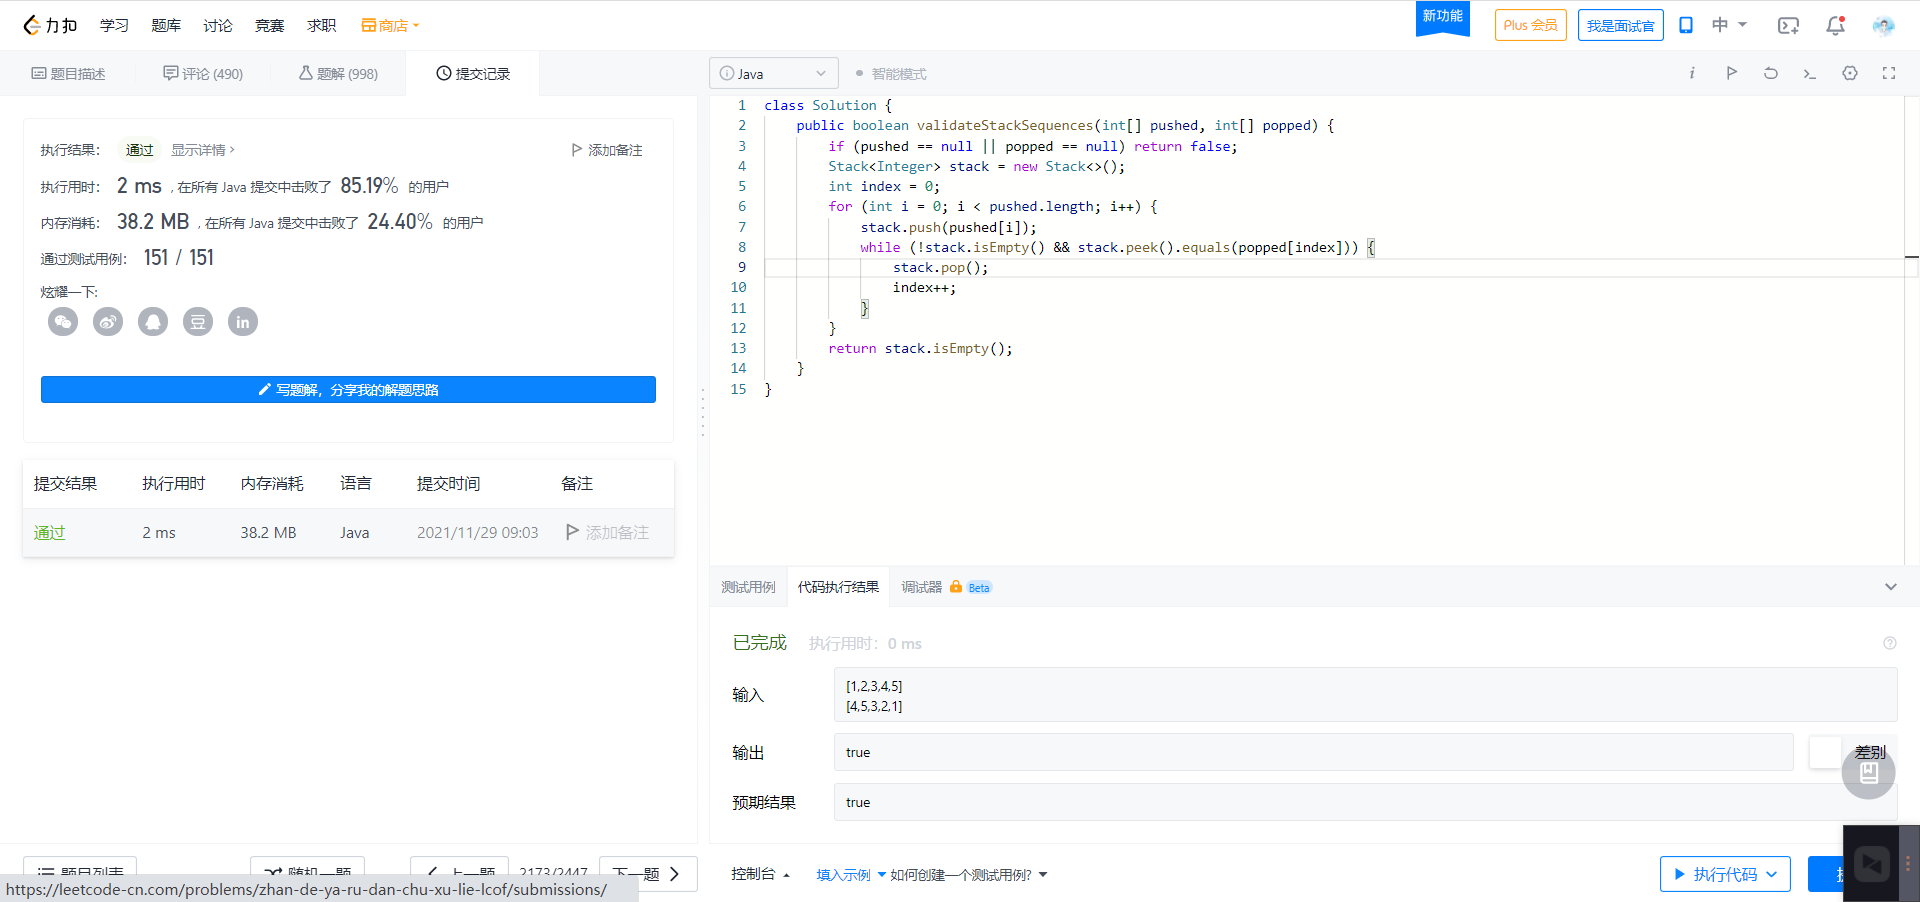 力扣 学习 题库 讨论 竞赛 求职 商店 新功能 Plus 会员 我是面试官 中
题目描述 评论 (490) 题解 (998) 提交记录
执行结果： 通过 显示详情 › 添加备注
执行用时： 2 ms , 在所有 Java 提交中击败了 85.19% 的用户
内存消耗： 38.2 MB , 在所有 Java 提交中击败了 24.40% 的用户
通过测试用例： 151 / 151
炫耀一下:
豆 in
写题解，分享我的解题思路
提交结果 执行用时 内存消耗 语言 提交时间 备注
通过 2 ms 38.2 MB Java 2021/11/29 09:03 添加备注
题目列表 随机一题 上一题 2173/2447 下一题
https://leetcode-cn.com/problems/zhan-de-ya-ru-dan-chu-xu-lie-lcof/submissions/
i Java 智能模式 i
1 class Solution {
2 public boolean validateStackSequences(int[] pushed, int[] popped) {
3 if (pushed == null || popped == null) return false;
4 Stack<Integer> stack = new Stack<>();
5 int index = 0;
6 for (int i = 0; i < pushed.length; i++) {
7 stack.push(pushed[i]);
8 while (!stack.isEmpty() && stack.peek().equals(popped[index])) {
9 stack.pop();
10 index++;
11 }
12 }
13 return stack.isEmpty();
14 }
15 }
测试用例 代码执行结果 调试器 Beta
已完成 执行用时：0 ms
输入
[1,2,3,4,5]
[4,5,3,2,1]
输出 true 差别
预期结果 true
控制台 填入示例 如何创建一个测试用例? 执行代码